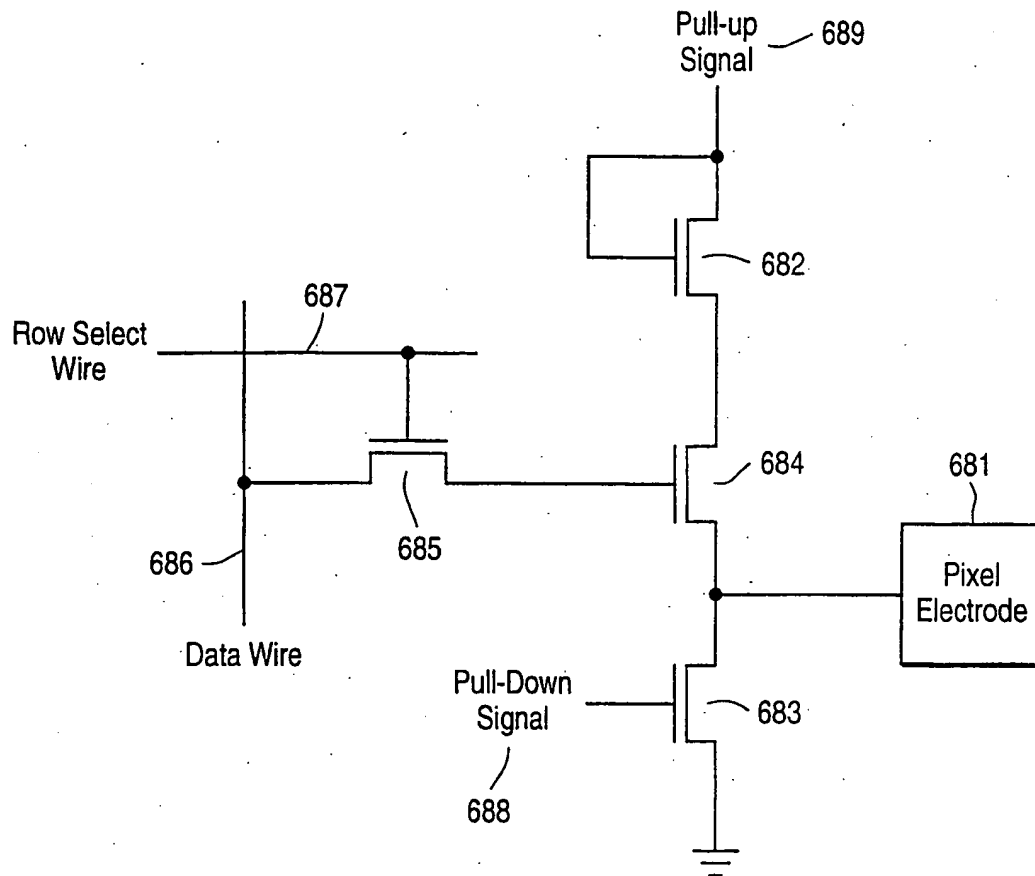 Pull-up
Signal
689
682
687
Row Select
Wire
684
681
685
686
Pixel
Electrode
Data Wire
Pull-Down
Signal
683
688